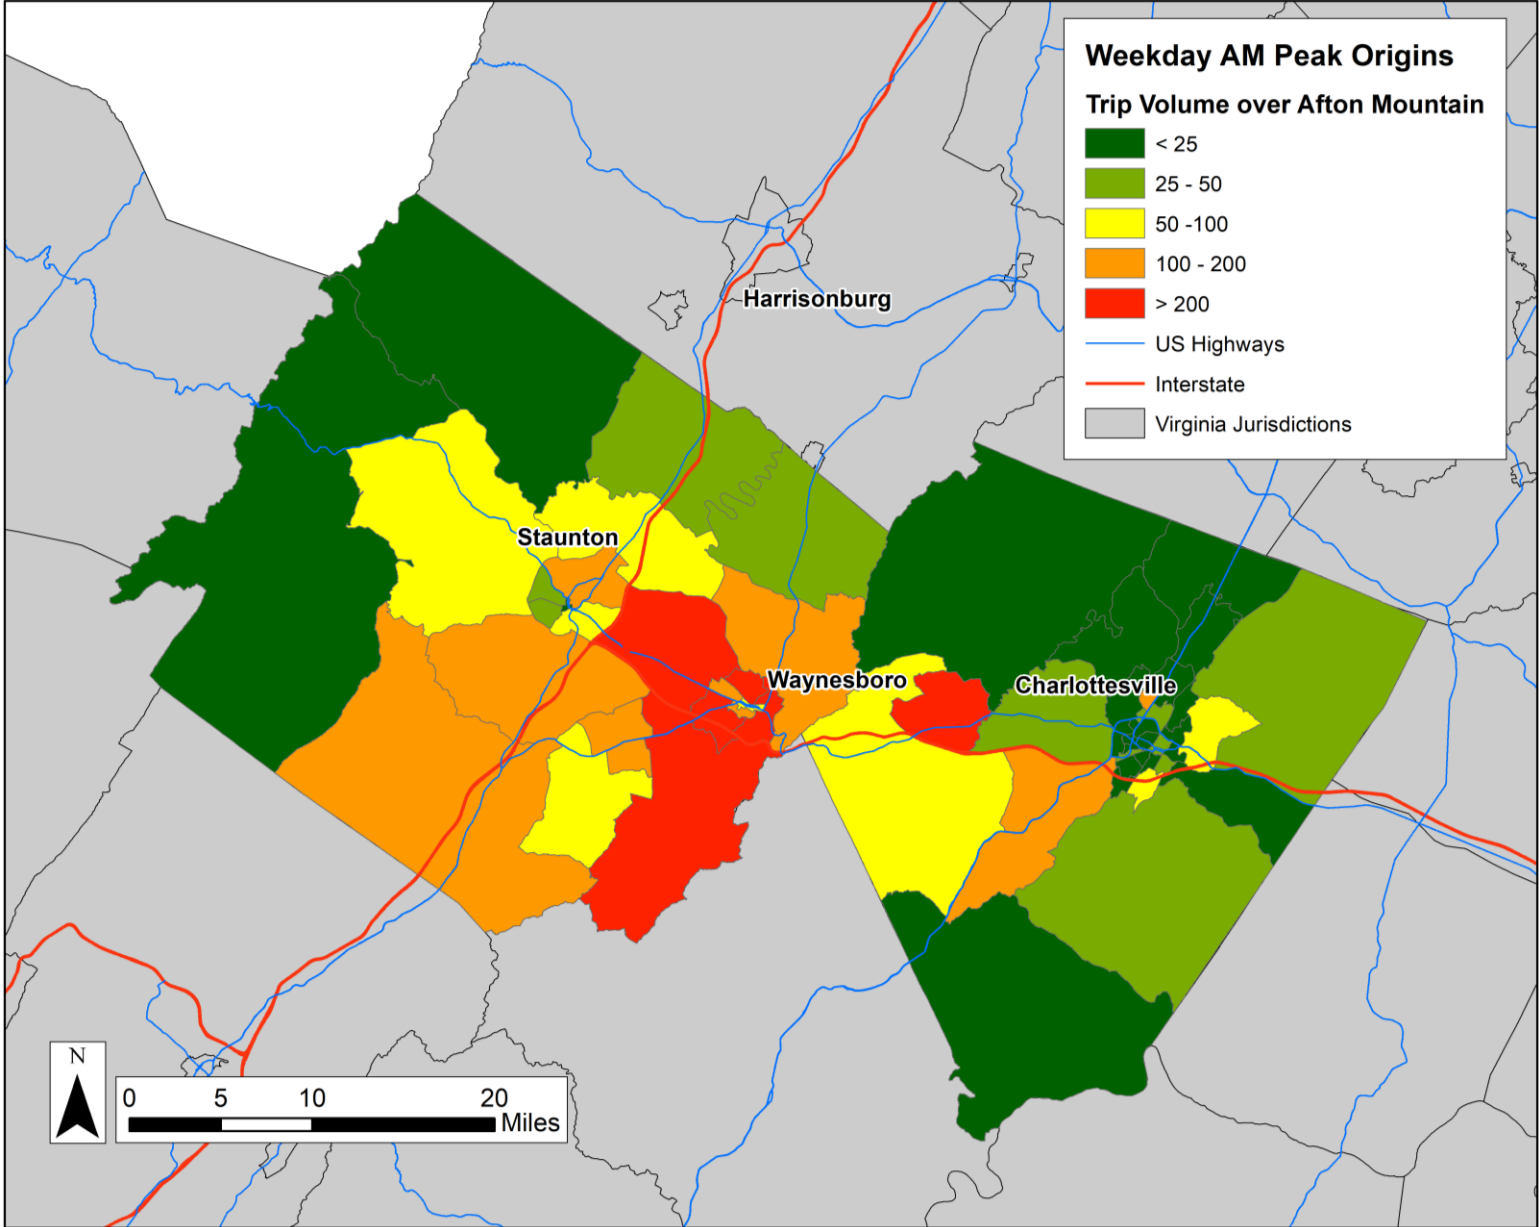 Weekday AM Peak Origins
Trip Volume over Afton Mountain
< 25
25 - 50
50 -100
100 - 200
> 200
US Highways
Interstate
Virginia Jurisdictions
Harrisonburg
Staunton
Waynesboro
Charlottesville
N
0 5 10 20
Miles